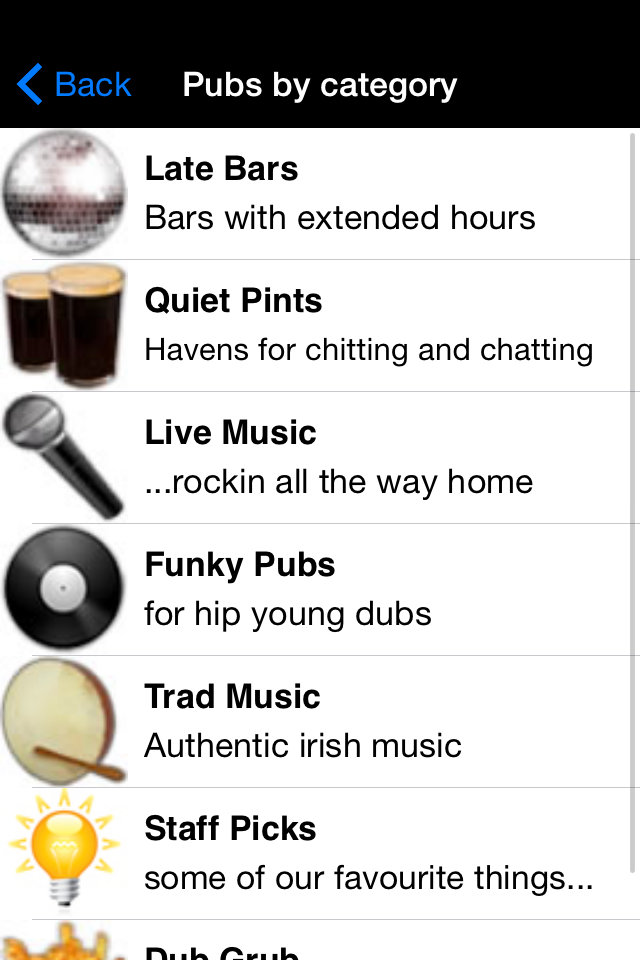 Back
Pubs by category
Late Bars
Bars with extended hours
Quiet Pints
Havens for chitting and chatting
Live Music
...rockin all the way home
Funky Pubs
for hip young dubs
Trad Music
Authentic irish music
Staff Picks
some of our favourite things...
Dub Grub